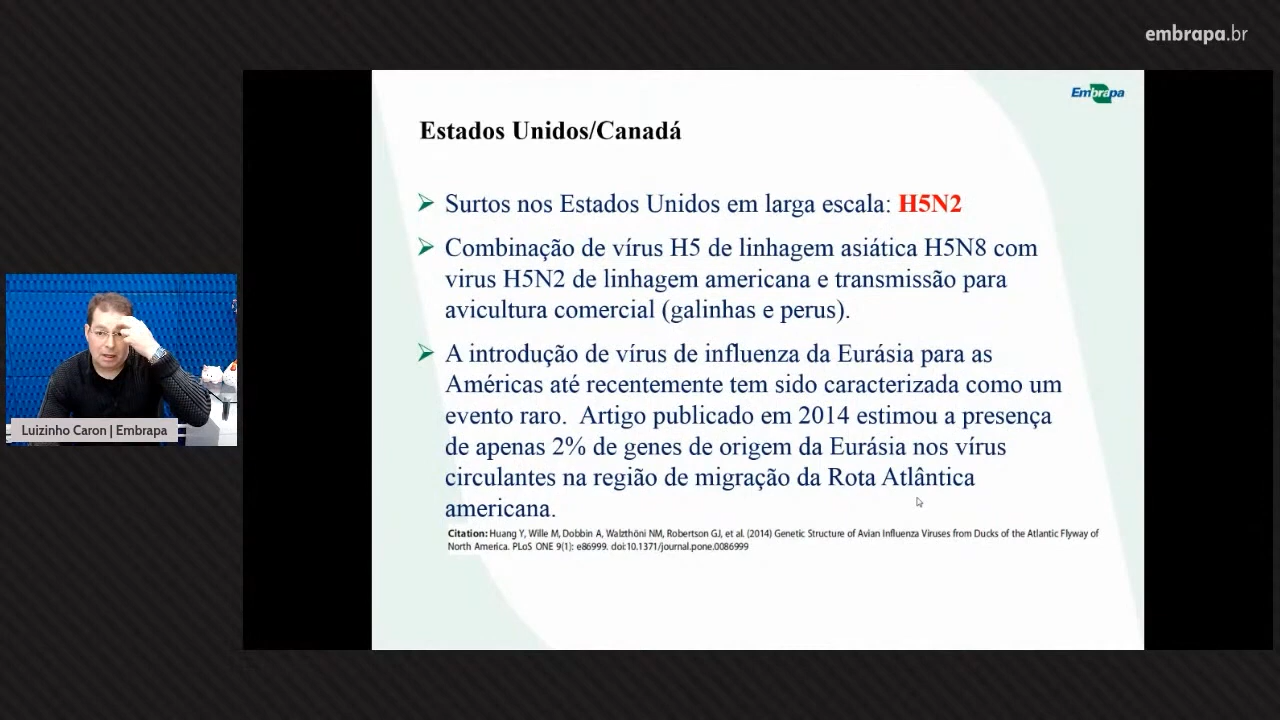 embrapa.br
Embrapa
Estados Unidos/Canadá
Surtos nos Estados Unidos em larga escala: H5N2
Combinação de vírus H5 de linhagem asiática H5N8 com
virus H5N2 de linhagem americana e transmissão para
avicultura comercial (galinhas e perus).
A introdução de vírus de influenza da Eurásia para as
Américas até recentemente tem sido caracterizada como um
evento raro. Artigo publicado em 2014 estimou a presença
de apenas 2% de genes de origem da Eurásia nos vírus
circulantes na região de migração da Rota Atlântica
americana.
Citation: Huang Y, Wille M, Dobbin A, Walzthöni NM, Robertson GJ, et al. (2014) Genetic Structure of Avian Influenza Viruses from Ducks of the Atlantic Flyway of
North America. PLoS ONE 9(1): e86999. doi:10.1371/journal.pone.0086999
Luizinho Caron | Embrapa